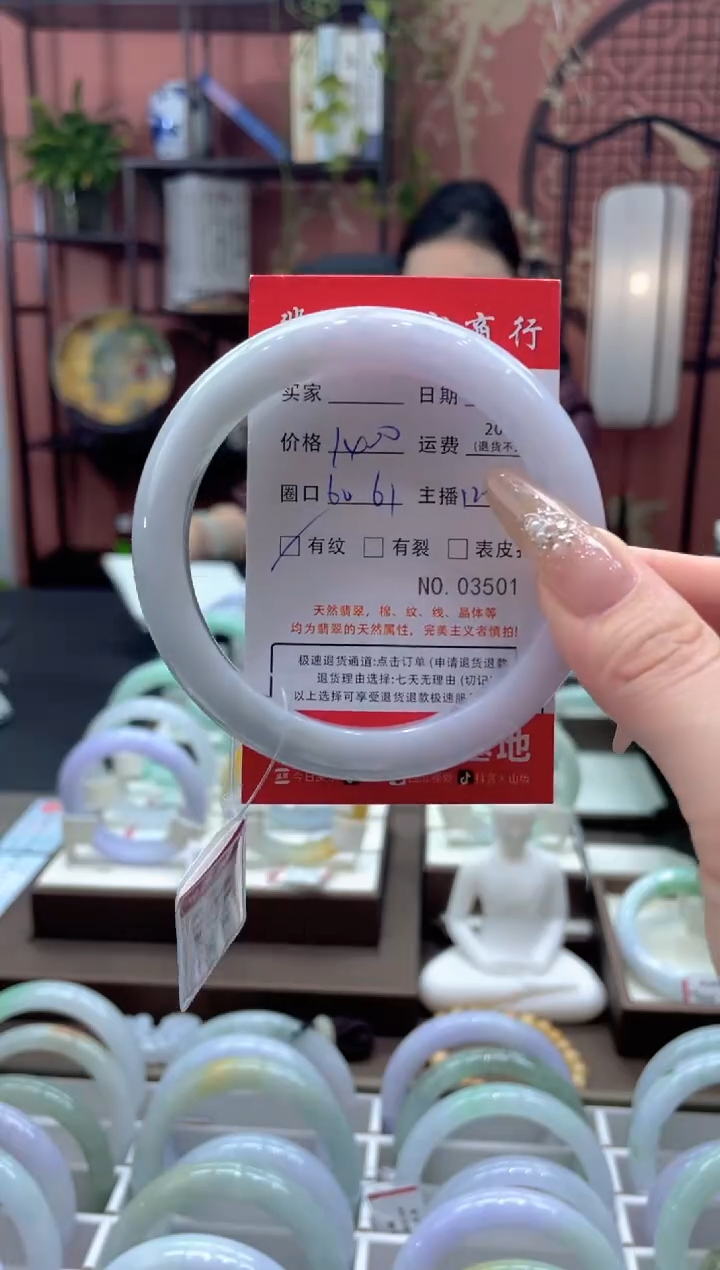 商行
买家 日期
价格 1400 运费 20
(退货不
圈口 60 61 主播 12
有纹 有裂 表皮
NO. 03501
天然翡翠，棉、纹、线、晶体等
均为翡翠的天然属性，完美主义者慎拍!
极速退货通道:点击订单(申请退货退款
退货理由选择:七天无理由(切记
以上选择可享受退货退款极速服
基地